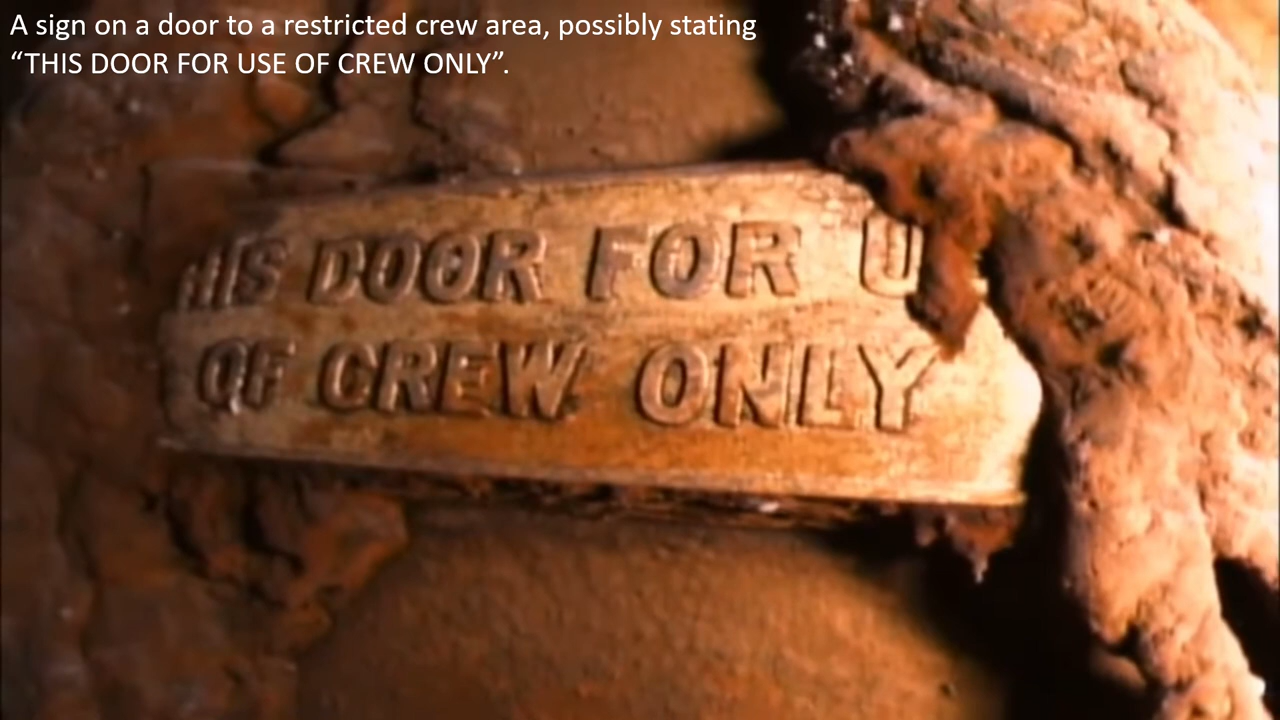 A sign on a door to a restricted crew area, possibly stating
“THIS DOOR FOR USE OF CREW ONLY”.
HIS DOOR FOR U
OF CREW ONLY